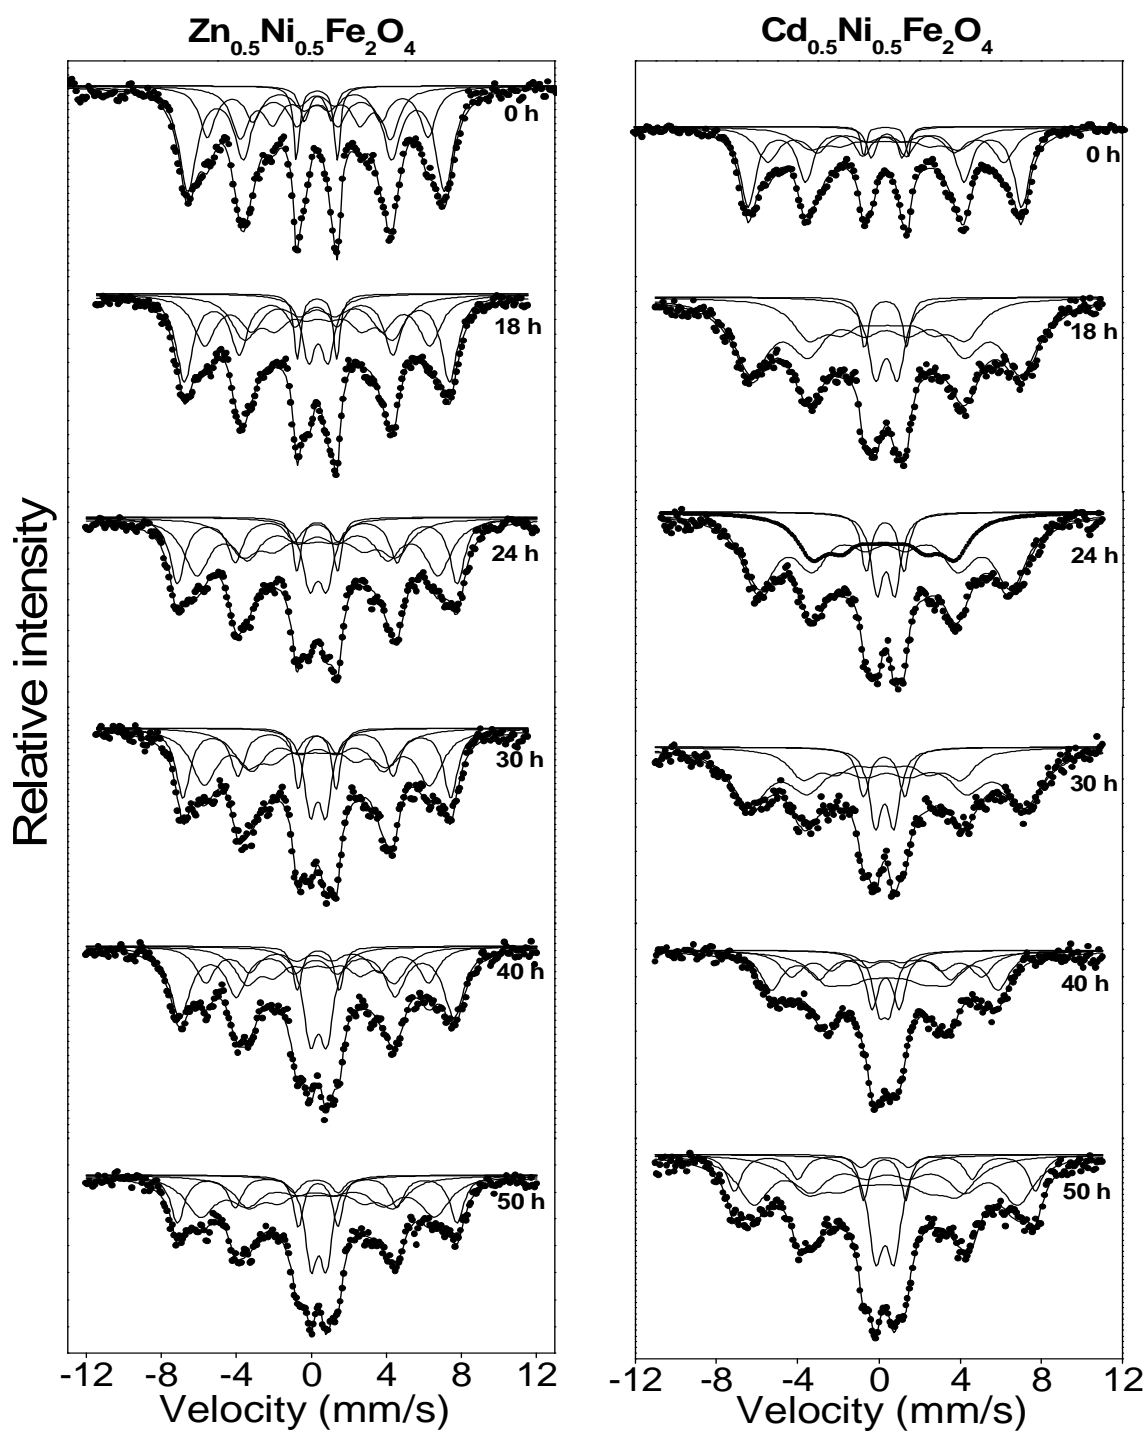 Zn0.5Ni0.5Fe2O4
Cd0.5Ni0.5Fe2O4
Relative intensity
0 h
18 h
24 h
30 h
40 h
50 h
0 h
18 h
24 h
30 h
40 h
50 h
-12 -8 -4 0 4 8 12
-12 -8 -4 0 4 8 12
Velocity (mm/s)
Velocity (mm/s)